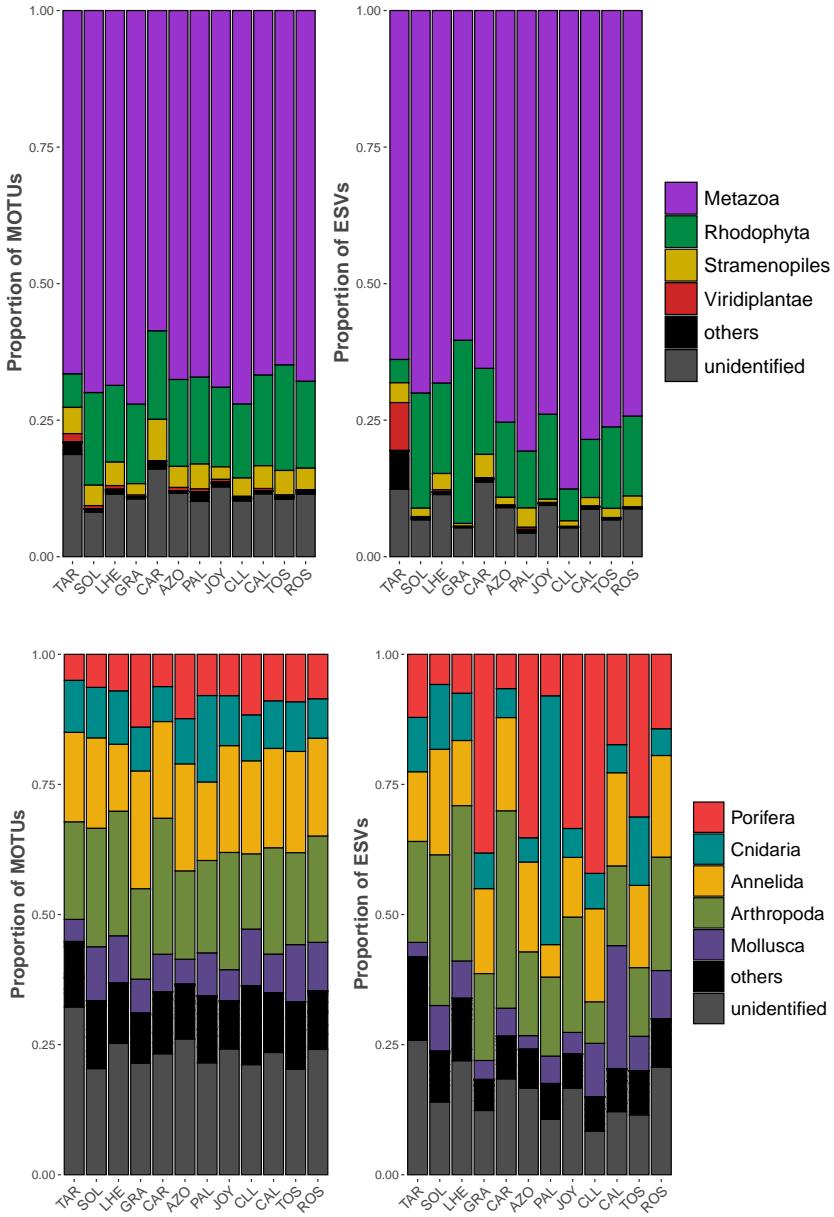 Proportion of MOTUs
1.00
0.75
0.50
0.25
0.00
TAR
SOL
LHE
GRA
CAR
AZO
PAL
JOY
CLL
CAL
TOS
ROS
Proportion of ESVs
1.00
0.75
0.50
0.25
0.00
TAR
SOL
LHE
GRA
CAR
AZO
PAL
JOY
CLL
CAL
TOS
ROS
Metazoa
Rhodophyta
Stramenopiles
Viridiplantae
others
unidentified
Proportion of MOTUs
1.00
0.75
0.50
0.25
0.00
TAR
SOL
LHE
GRA
CAR
AZO
PAL
JOY
CLL
CAL
TOS
ROS
Proportion of ESVs
1.00
0.75
0.50
0.25
0.00
TAR
SOL
LHE
GRA
CAR
AZO
PAL
JOY
CLL
CAL
TOS
ROS
Porifera
Cnidaria
Annelida
Arthropoda
Mollusca
others
unidentified